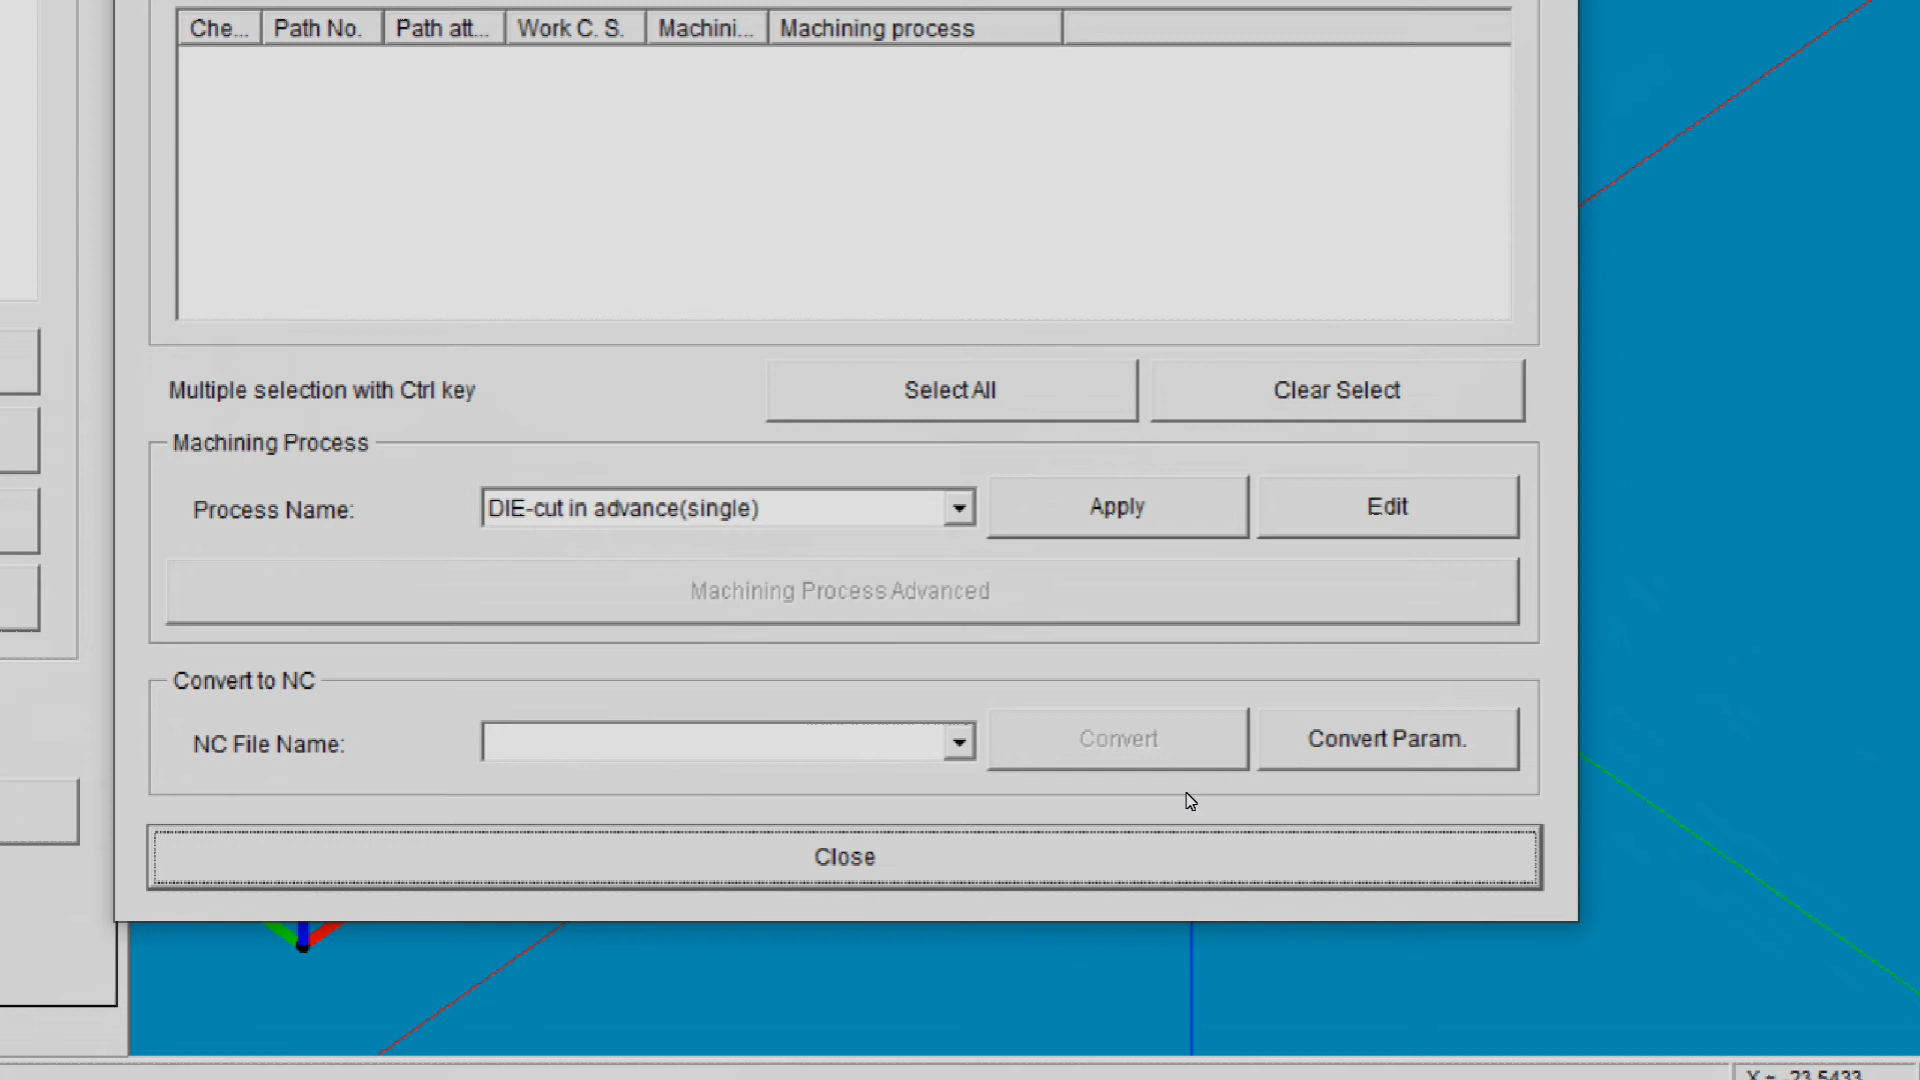 Che... Path No. Path att... Work C. S. Machini... Machining process
Multiple selection with Ctrl key Select All Clear Select
Machining Process
Process Name: DIE-cut in advance(single) Apply Edit
Machining Process Advanced
Convert to NC
NC File Name: Convert Convert Param.
Close
X = -23.5433